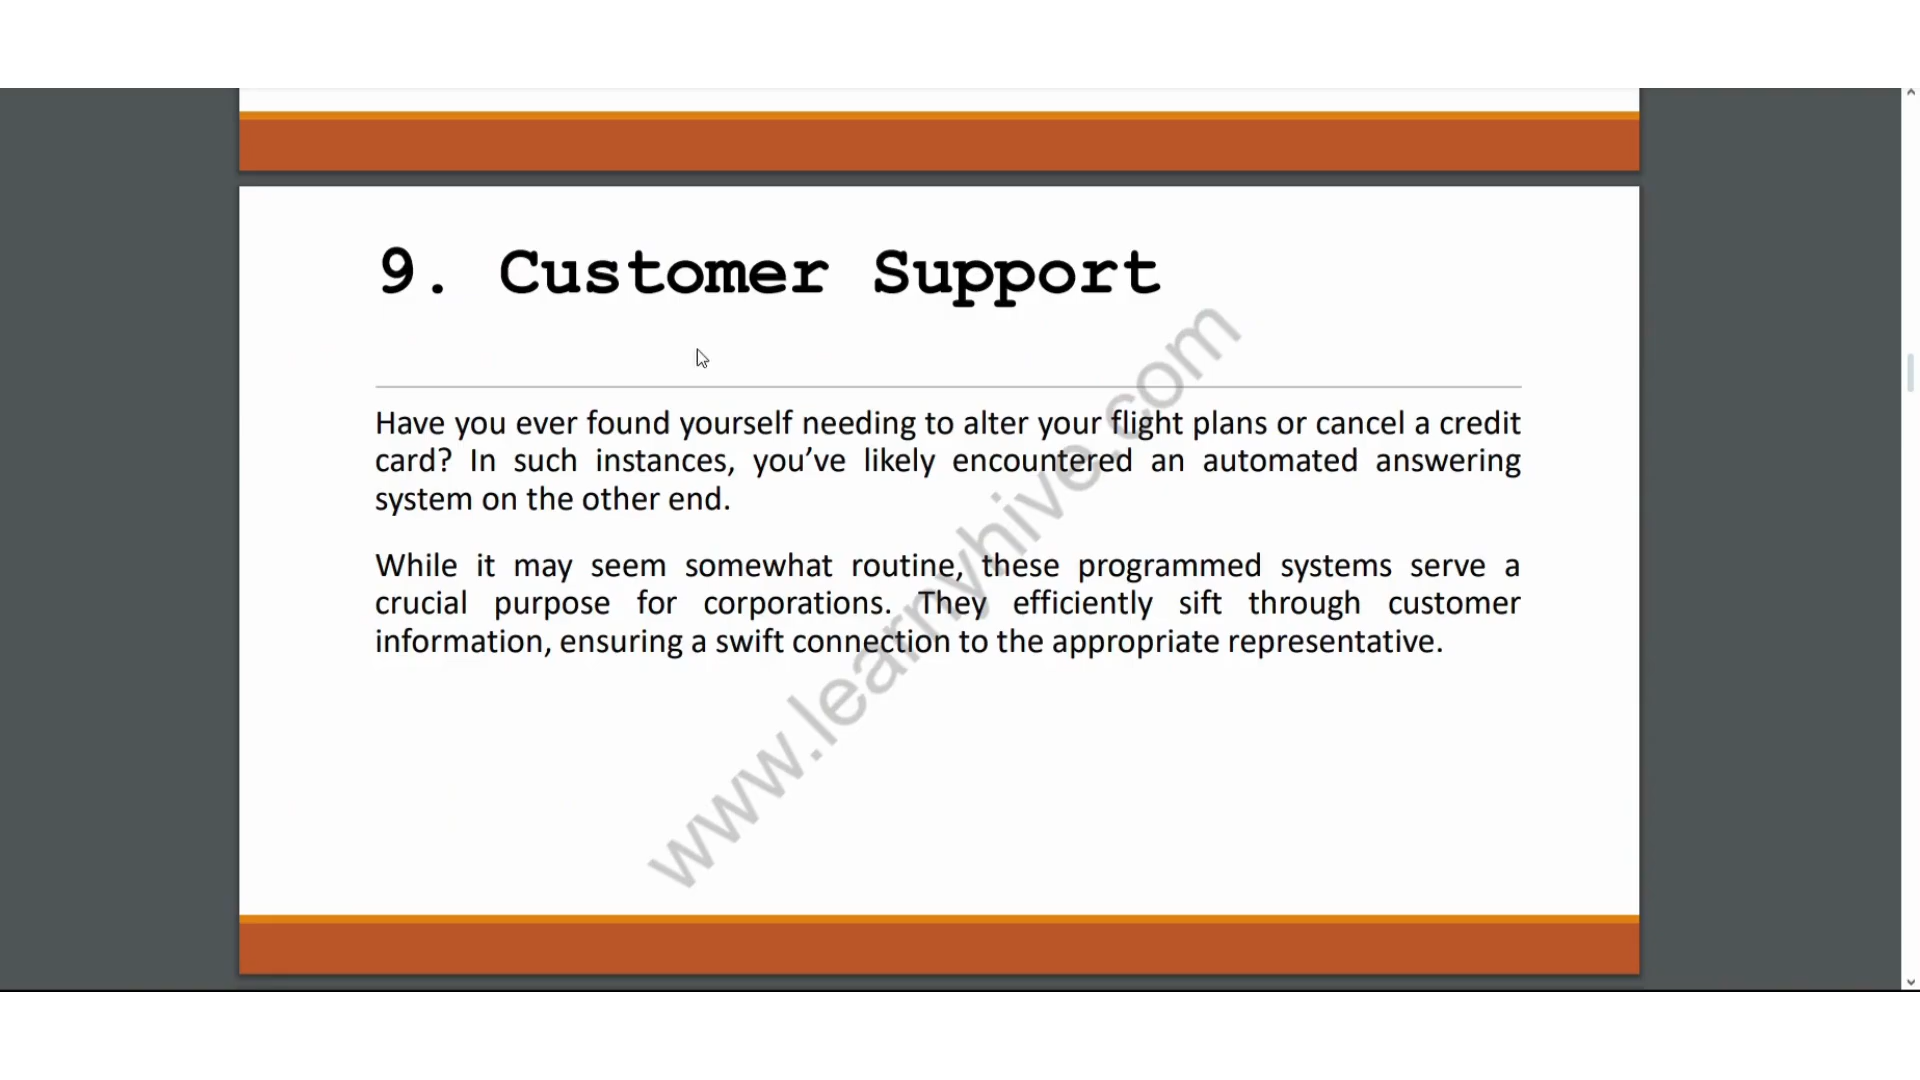 9. Customer Support
Have you ever found yourself needing to alter your flight plans or cancel a credit
card? In such instances, you’ve likely encountered an automated answering
system on the other end.
While it may seem somewhat routine, these programmed systems serve a
crucial purpose for corporations. They efficiently sift through customer
information, ensuring a swift connection to the appropriate representative.
www.learnyhive.com